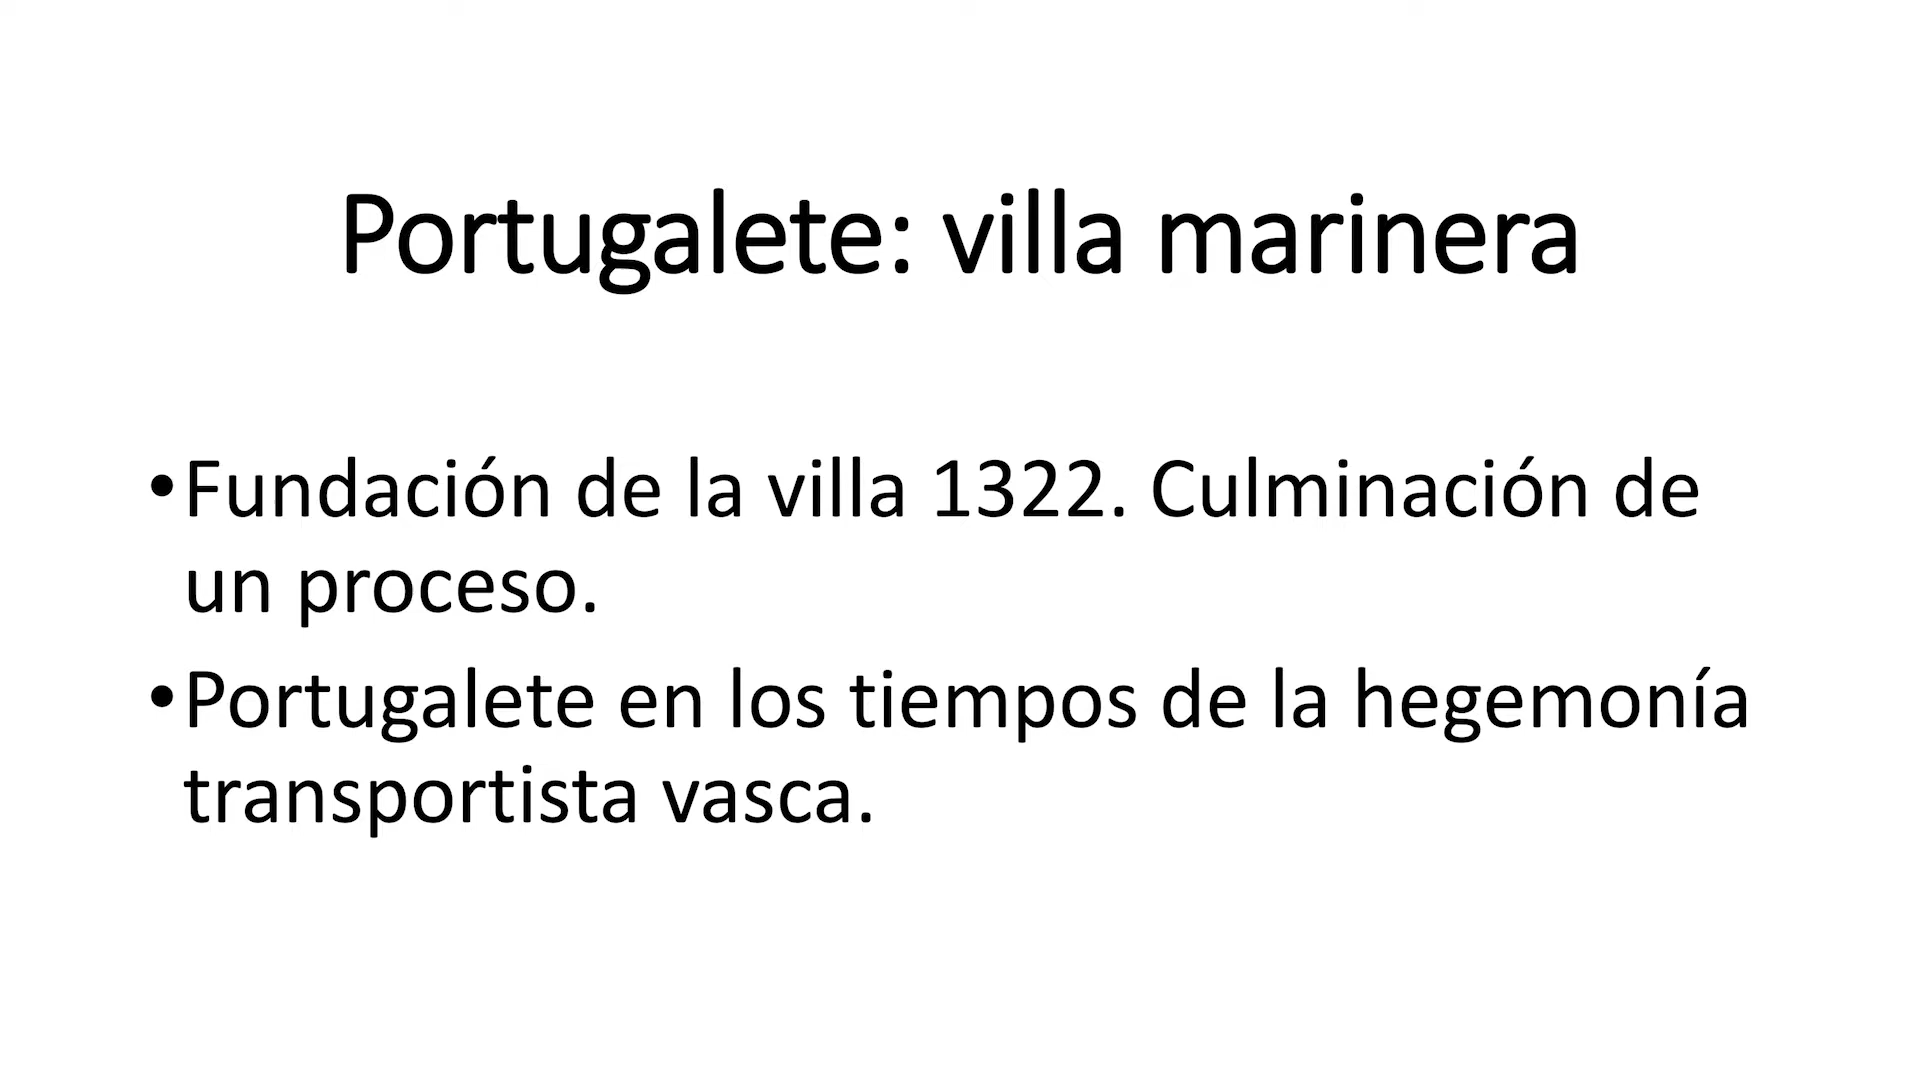 Portugalete: villa marinera
•Fundación de la villa 1322. Culminación de
un proceso.
•Portugalete en los tiempos de la hegemonía
transportista vasca.